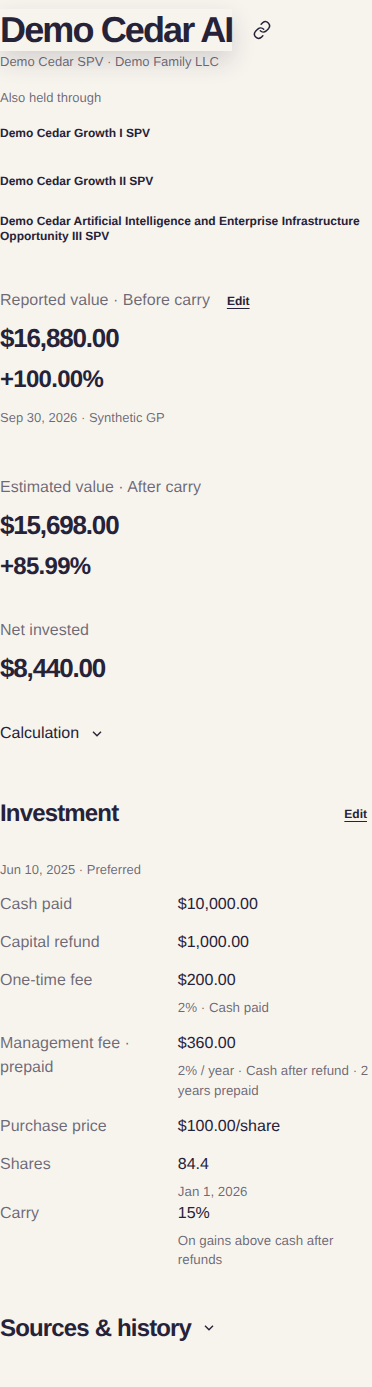 Demo Cedar AI
Demo Cedar SPV · Demo Family LLC
Also held through
Demo Cedar Growth I SPV
Demo Cedar Growth II SPV
Demo Cedar Artificial Intelligence and Enterprise Infrastructure
Opportunity III SPV
Reported value · Before carry Edit
$16,880.00
+100.00%
Sep 30, 2026 · Synthetic GP
Estimated value · After carry
$15,698.00
+85.99%
Net invested
$8,440.00
Calculation
Investment Edit
Jun 10, 2025 · Preferred
Cash paid $10,000.00
Capital refund $1,000.00
One-time fee $200.00
2% · Cash paid
Management fee · $360.00
prepaid
2% / year · Cash after refund · 2
years prepaid
Purchase price $100.00/share
Shares 84.4
Jan 1, 2026
Carry 15%
On gains above cash after
refunds
Sources & history